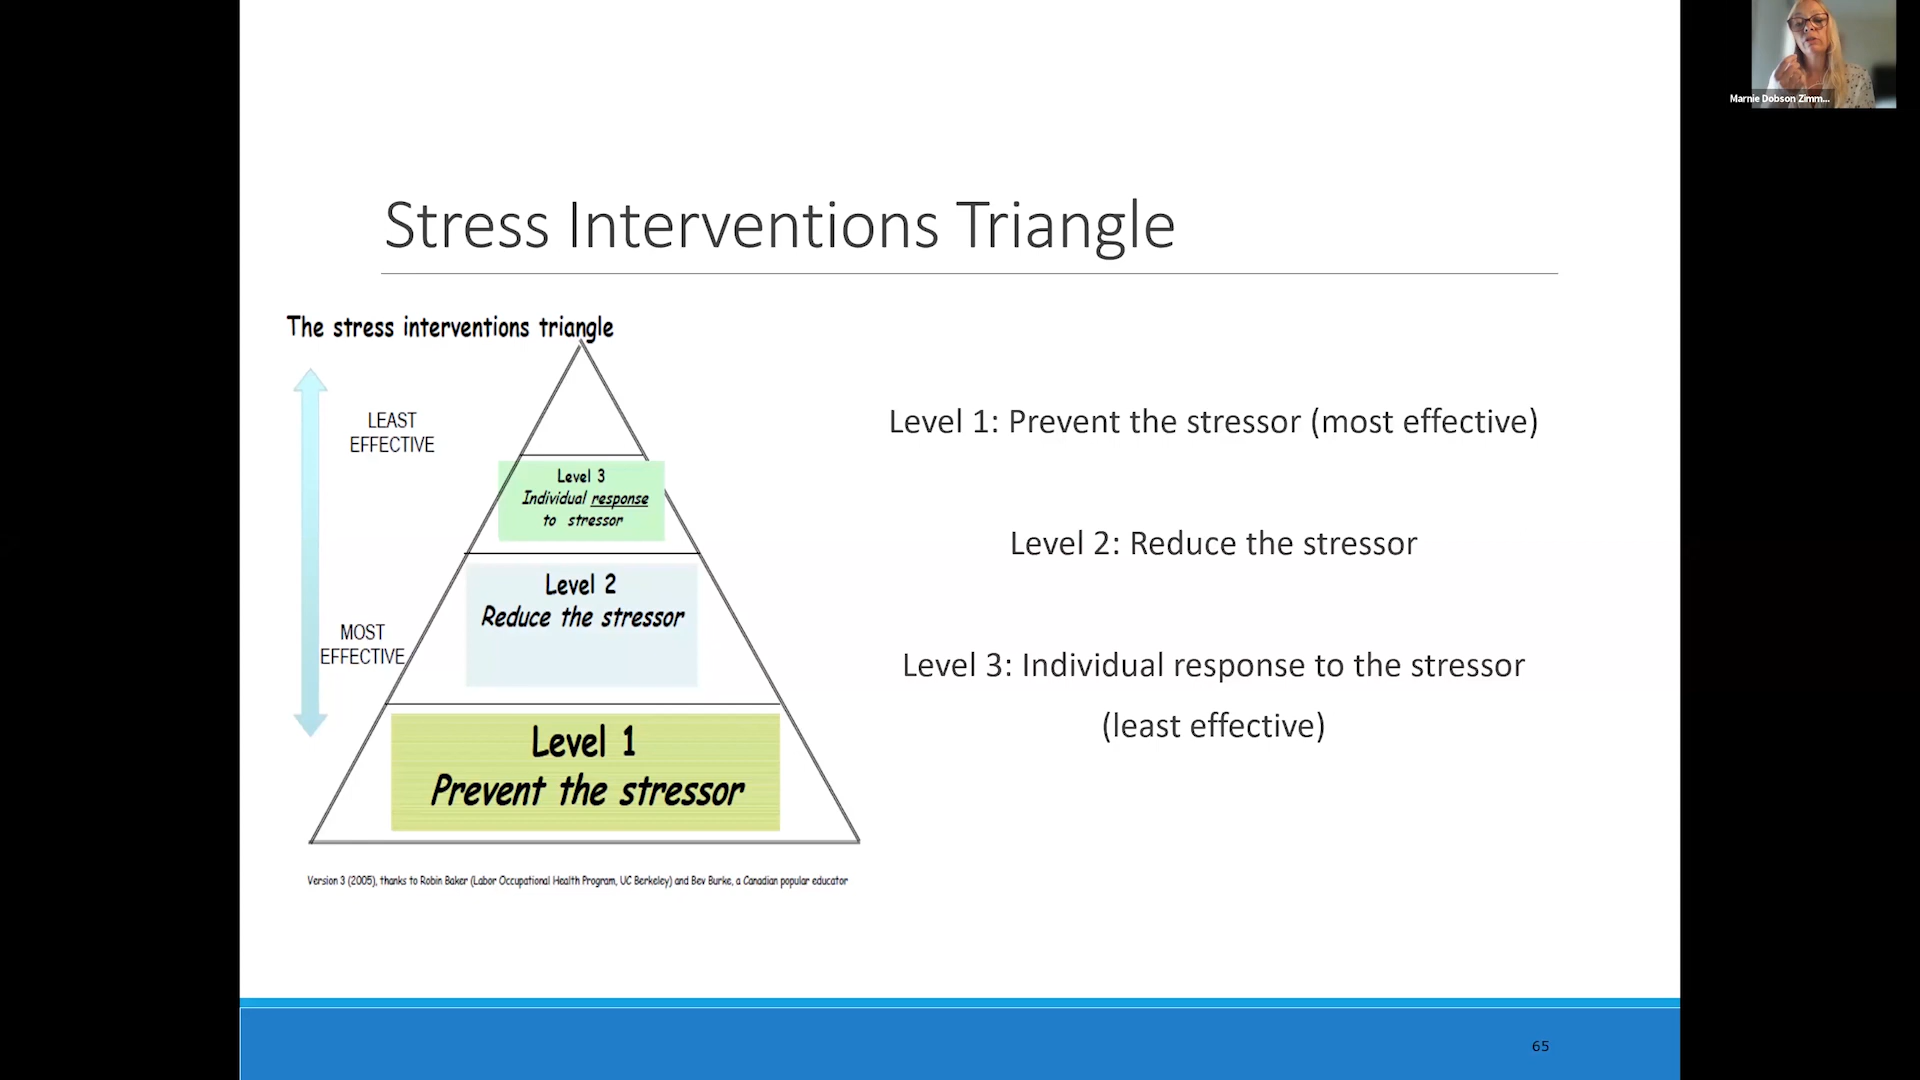 Marnie Dobson Zimm...
Stress Interventions Triangle
The stress interventions triangle
LEAST
EFFECTIVE
Level 3
Individual response
to stressor
Level 2
Reduce the stressor
MOST
EFFECTIVE
Level 1
Prevent the stressor
Version 3 (2005), thanks to Robin Baker (Labor Occupational Health Program, UC Berkeley) and Bev Burke, a Canadian popular educator
Level 1: Prevent the stressor (most effective)
Level 2: Reduce the stressor
Level 3: Individual response to the stressor
(least effective)
65